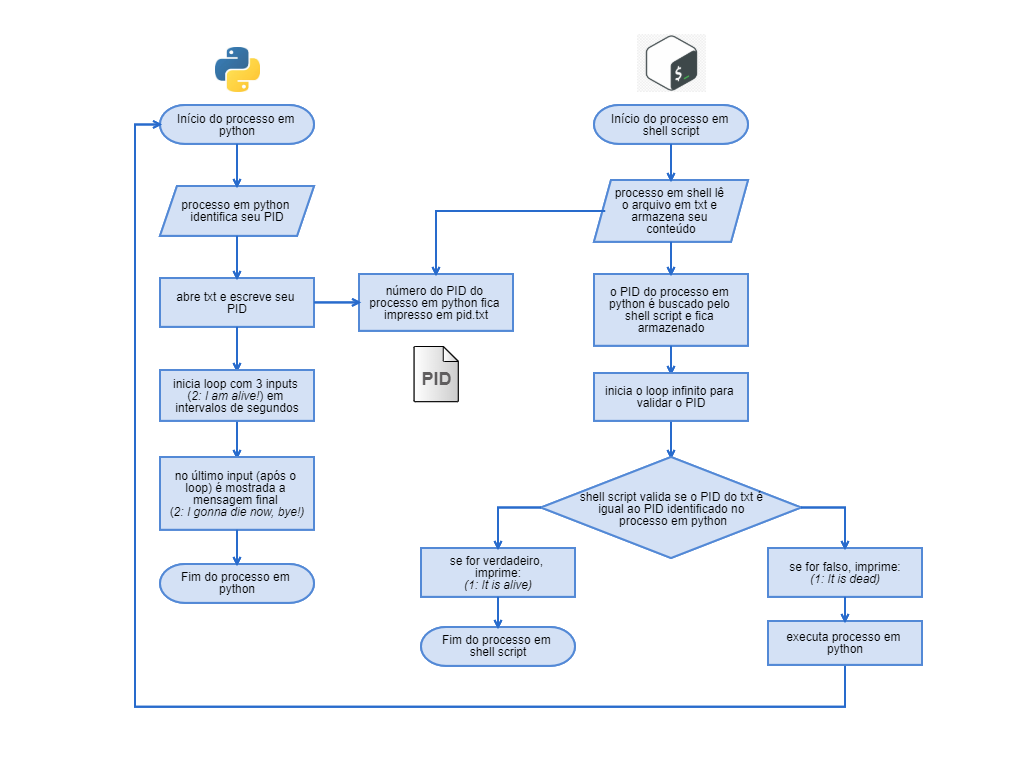 Início do processo em
python
processo em python
identifica seu PID
abre txt e escreve seu
PID
inicia loop com 3 inputs
(2: I am alive!) em
intervalos de segundos
no último input (após o
loop) é mostrada a
mensagem final
(2: I gonna die now, bye!)
Fim do processo em
python
número do PID do
processo em python fica
impresso em pid.txt
PID
$_
Início do processo em
shell script
processo em shell lê
o arquivo em txt e
armazena seu
conteúdo
o PID do processo em
python é buscado pelo
shell script e fica
armazenado
inicia o loop infinito para
validar o PID
shell script valida se o PID do txt é
igual ao PID identificado no
processo em python
se for verdadeiro,
imprime:
(1: It is alive)
Fim do processo em
shell script
se for falso, imprime:
(1: It is dead)
executa processo em
python